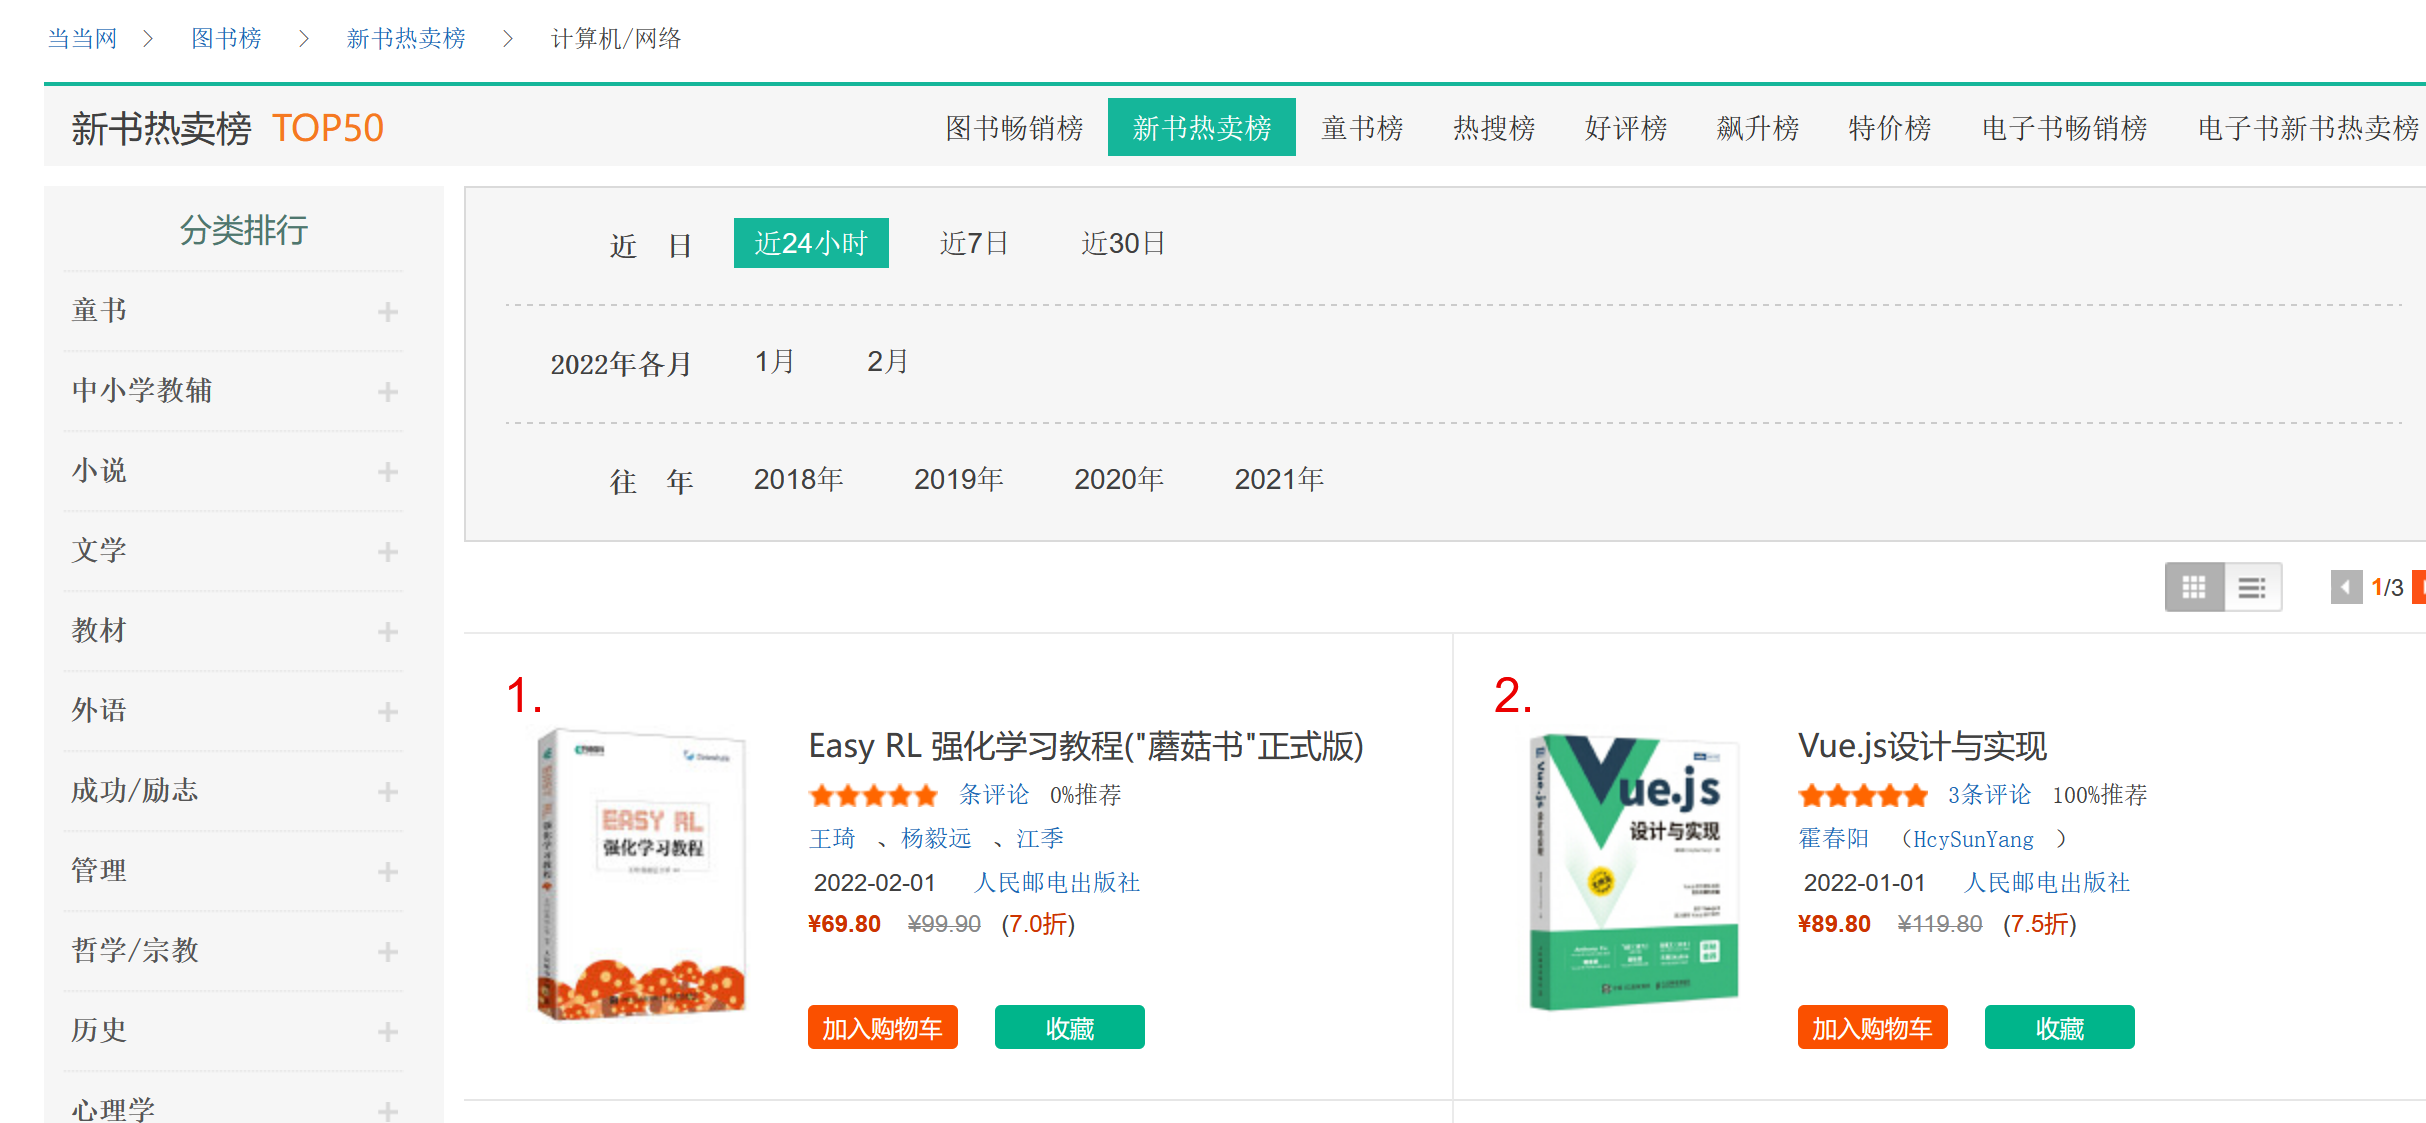 当当网 > 图书榜 > 新书热卖榜 > 计算机/网络
新书热卖榜 TOP50 图书畅销榜 新书热卖榜 童书榜 热搜榜 好评榜 飙升榜 特价榜 电子书畅销榜 电子书新书热卖榜
分类排行
童书
中小学教辅
小说
文学
教材
外语
成功/励志
管理
哲学/宗教
历史
心理学
近 日 近24小时 近7日 近30日
2022年各月 1月 2月
往 年 2018年 2019年 2020年 2021年
1/3
1.
EASY RL
强化学习教程
Easy RL 强化学习教程("蘑菇书"正式版)
条评论 0%推荐
王琦 、杨毅远 、江季
2022-02-01 人民邮电出版社
¥69.80 ¥99.90 (7.0折)
加入购物车 收藏
2.
Vue.js
设计与实现
Vue.js设计与实现
3条评论 100%推荐
霍春阳 （HcySunYang ）
2022-01-01 人民邮电出版社
¥89.80 ¥119.80 (7.5折)
加入购物车 收藏